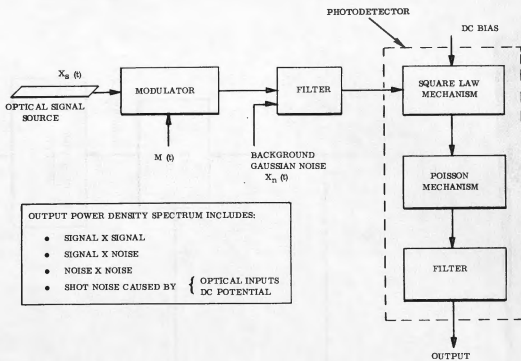 PHOTODETECTOR
DC BIAS
X_s (t)
OPTICAL SIGNAL
SOURCE
MODULATOR
FILTER
SQUARE LAW
MECHANISM
M (t)
BACKGROUND
GAUSSIAN NOISE
X_n (t)
POISSON
MECHANISM
OUTPUT POWER DENSITY SPECTRUM INCLUDES:
• SIGNAL X SIGNAL
• SIGNAL X NOISE
• NOISE X NOISE
• SHOT NOISE CAUSED BY { OPTICAL INPUTS
DC POTENTIAL
FILTER
OUTPUT